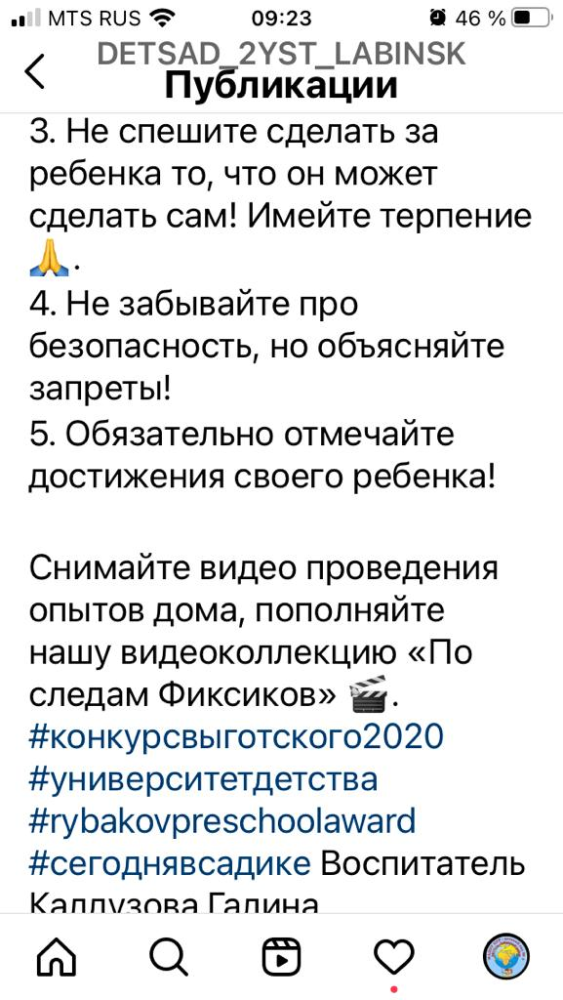 MTS RUS 09:23 46 %
DETSAD_2YST_LABINSK
Публикации
3. Не спешите сделать за
ребенка то, что он может
сделать сам! Имейте терпение
🙏.
4. Не забывайте про
безопасность, но объясняйте
запреты!
5. Обязательно отмечайте
достижения своего ребенка!
Снимайте видео проведения
опытов дома, пополняйте
нашу видеоколлекцию «По
следам Фиксиков» 🎬.
#конкурсвыготского2020
#университетдетства
#rybakovpreschoolaward
#сегоднявсадике Воспитатель
Галина